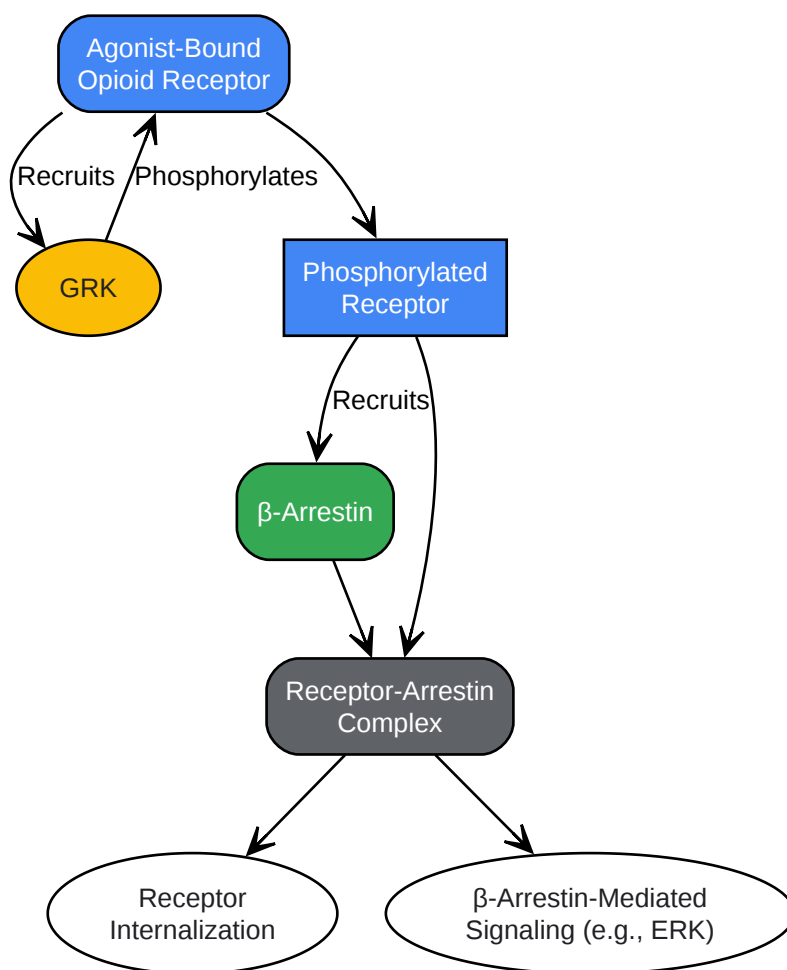 Agonist-Bound
Opioid Receptor
Recruits
Phosphorylates
GRK
Phosphorylated
Receptor
Recruits
β-Arrestin
Receptor-Arrestin
Complex
Receptor
Internalization
β-Arrestin-Mediated
Signaling (e.g., ERK)